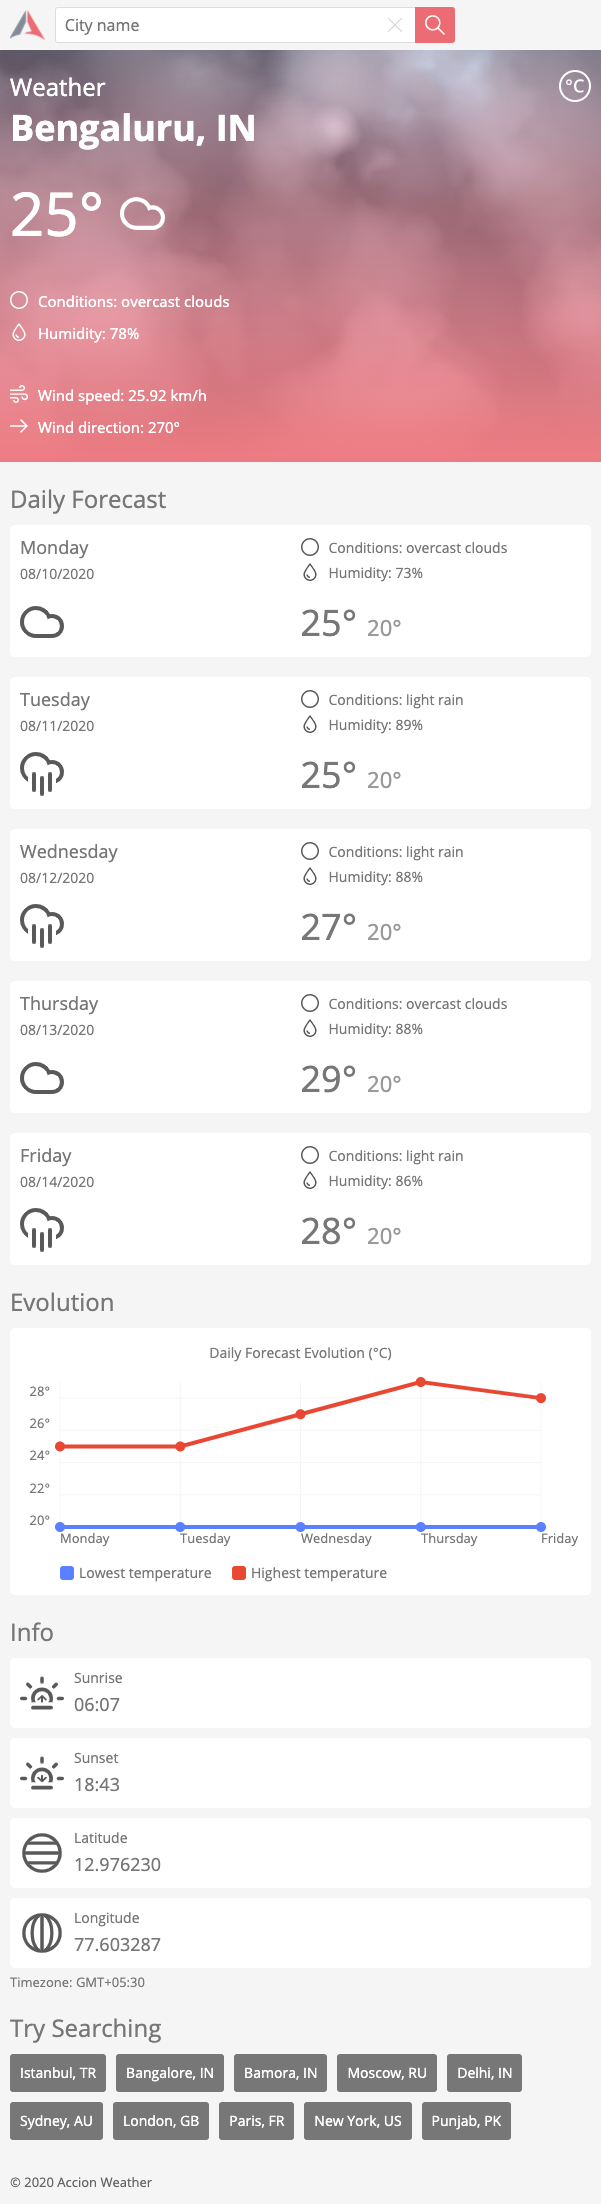 City name
Weather
°C
Bengaluru, IN
25°
Conditions: overcast clouds
Humidity: 78%
Wind speed: 25.92 km/h
Wind direction: 270°
Daily Forecast
Monday
08/10/2020
Conditions: overcast clouds
Humidity: 73%
25° 20°
Tuesday
08/11/2020
Conditions: light rain
Humidity: 89%
25° 20°
Wednesday
08/12/2020
Conditions: light rain
Humidity: 88%
27° 20°
Thursday
08/13/2020
Conditions: overcast clouds
Humidity: 88%
29° 20°
Friday
08/14/2020
Conditions: light rain
Humidity: 86%
28° 20°
Evolution
Daily Forecast Evolution (°C)
28°
26°
24°
22°
20°
Monday Tuesday Wednesday Thursday Friday
Lowest temperature Highest temperature
Info
Sunrise
06:07
Sunset
18:43
Latitude
12.976230
Longitude
77.603287
Timezone: GMT+05:30
Try Searching
Istanbul, TR Bangalore, IN Bamora, IN Moscow, RU Delhi, IN
Sydney, AU London, GB Paris, FR New York, US Punjab, PK
© 2020 Accion Weather